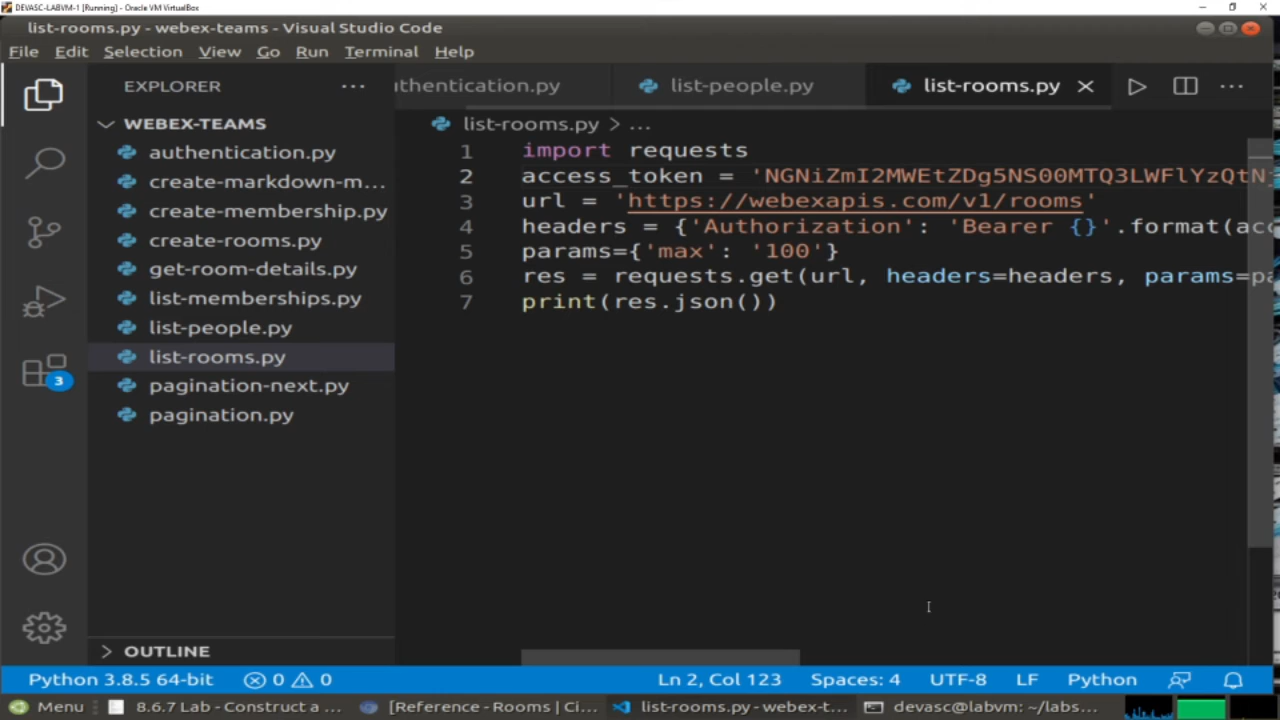 DEVASC-LABVM-1 [Running] - Oracle VM VirtualBox
list-rooms.py - webex-teams - Visual Studio Code
File Edit Selection View Go Run Terminal Help
EXPLORER ...
WEBEX-TEAMS
authentication.py
create-markdown-m...
create-membership.py
create-rooms.py
get-room-details.py
list-memberships.py
list-people.py
list-rooms.py
pagination-next.py
pagination.py
3
OUTLINE
uthentication.py list-people.py list-rooms.py ...
list-rooms.py > ...
1 import requests
2 access_token = 'NGNiZmI2MWEtZDg5NS00MTQ3LWFlYzQtN
3 url = 'https://webexapis.com/v1/rooms'
4 headers = {'Authorization': 'Bearer {}'.format(acc
5 params={'max': '100'}
6 res = requests.get(url, headers=headers, params=pa
7 print(res.json())
Python 3.8.5 64-bit 0 0 Ln 2, Col 123 Spaces: 4 UTF-8 LF Python
Menu 8.6.7 Lab - Construct a ... [Reference - Rooms | Ci... list-rooms.py - webex-t... devasc@labvm: ~/labs...